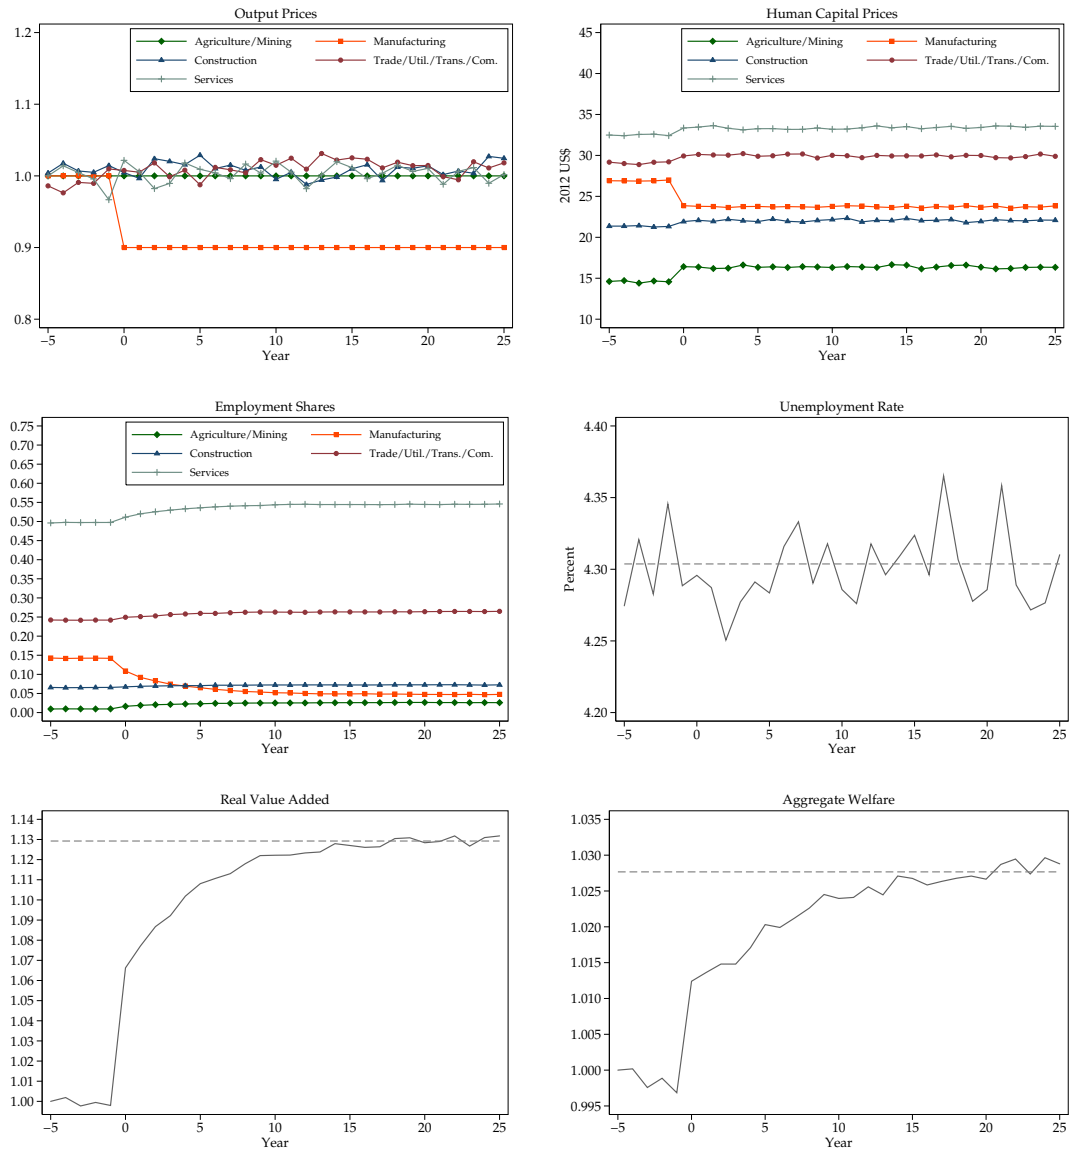 Output Prices
Agriculture/Mining Manufacturing
Construction Trade/Util./Trans./Com.
Services
1.2
1.1
1.0
0.9
0.8
−5 0 5 10 15 20 25
Year
Human Capital Prices
Agriculture/Mining Manufacturing
Construction Trade/Util./Trans./Com.
Services
2012 US$
45
40
35
30
25
20
15
10
−5 0 5 10 15 20 25
Year
Employment Shares
Agriculture/Mining Manufacturing
Construction Trade/Util./Trans./Com.
Services
0.75
0.70
0.65
0.60
0.55
0.50
0.45
0.40
0.35
0.30
0.25
0.20
0.15
0.10
0.05
0.00
−5 0 5 10 15 20 25
Year
Unemployment Rate
Percent
4.40
4.35
4.30
4.25
4.20
−5 0 5 10 15 20 25
Year
Real Value Added
1.14
1.13
1.12
1.10
1.09
1.08
1.07
1.06
1.05
1.04
1.03
1.02
1.01
1.00
−5 0 5 10 15 20 25
Year
Aggregate Welfare
1.035
1.030
1.025
1.020
1.015
1.010
1.005
1.000
0.995
−5 0 5 10 15 20 25
Year